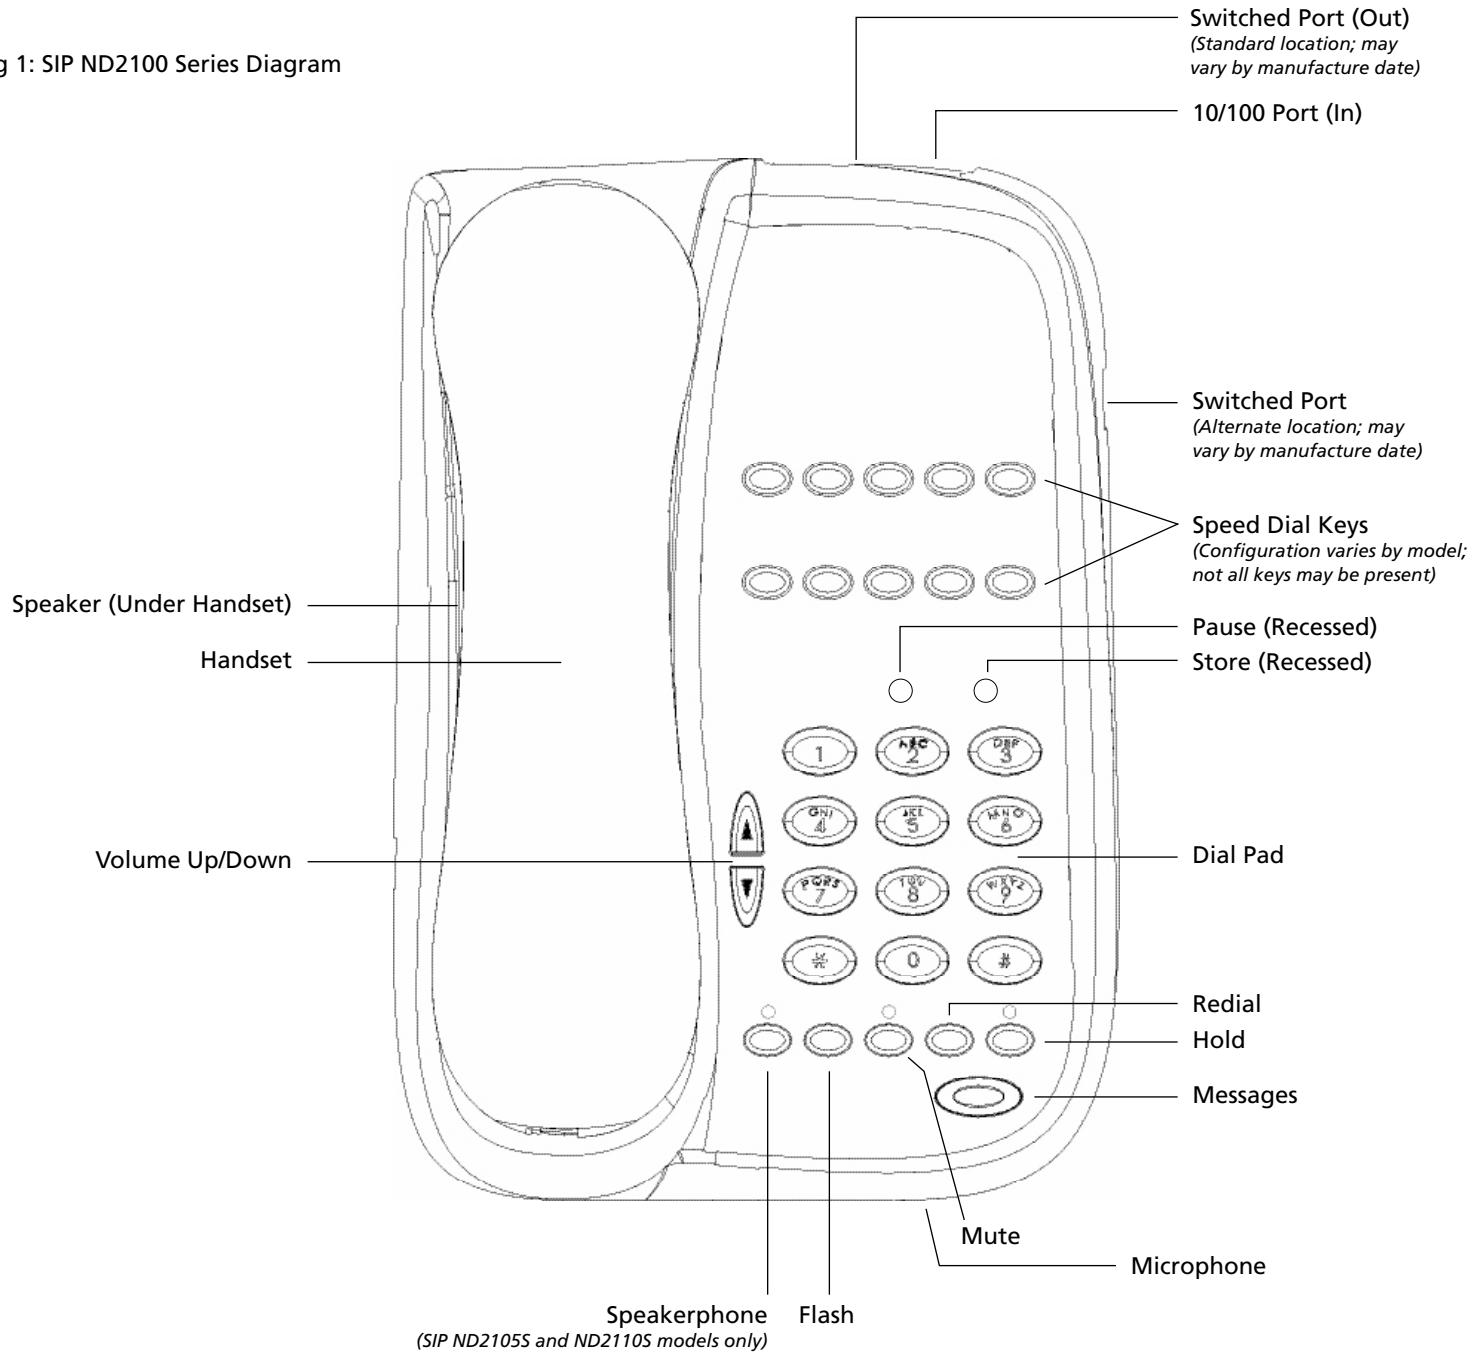 Switched Port (Out)
(Standard location; may
vary by manufacture date)
g 1: SIP ND2100 Series Diagram
10/100 Port (In)
Switched Port
(Alternate location; may
vary by manufacture date)
Speed Dial Keys
(Configuration varies by model;
not all keys may be present)
Speaker (Under Handset)
Handset
Pause (Recessed)
Store (Recessed)
1
ABC
2
DEF
3
GHI
4
JKL
5
MNO
6
Volume Up/Down
Dial Pad
PQRS
7
TUV
8
WXYZ
9
*
0
#
Redial
Hold
Messages
Mute
Microphone
Speakerphone
(SIP ND2105S and ND2110S models only)
Flash